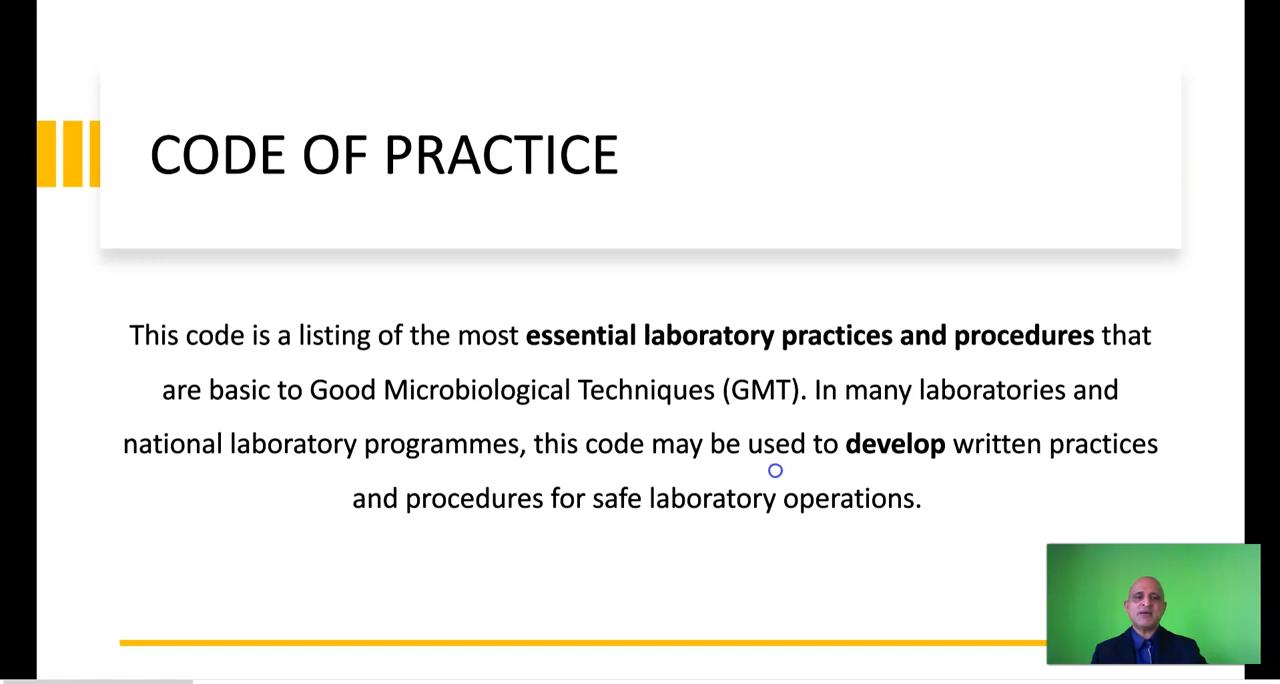 CODE OF PRACTICE
This code is a listing of the most essential laboratory practices and procedures that
are basic to Good Microbiological Techniques (GMT). In many laboratories and
national laboratory programmes, this code may be used to develop written practices
and procedures for safe laboratory operations.